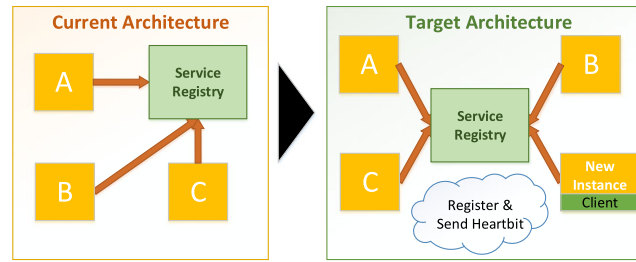 Current Architecture
A
Service
Registry
B
C
Target Architecture
A
B
Service
Registry
C
New
Instance
Client
Register &
Send Heartbit